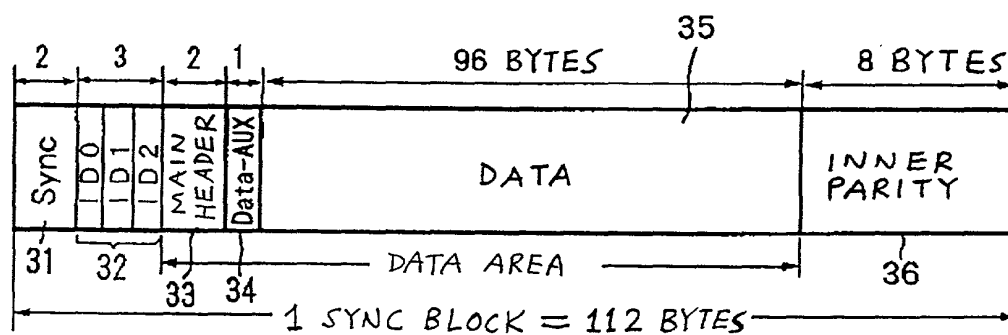 35
2 3 2 1 96 BYTES 8 BYTES
Sync
ID0
ID1
ID2
MAIN
HEADER
Data-AUX
DATA
INNER
PARITY
31 32 33 34 DATA AREA 36
1 SYNC BLOCK = 112 BYTES